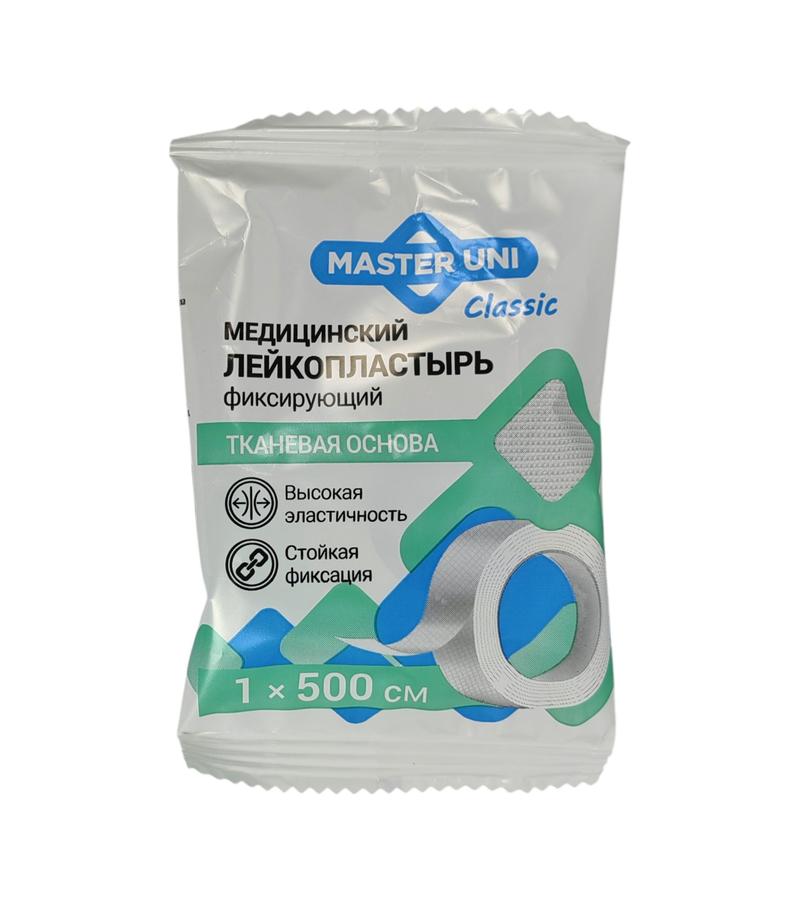 MASTER UNI
Classic
МЕДИЦИНСКИЙ
ЛЕЙКОПЛАСТЫРЬ
фиксирующий
ТКАНЕВАЯ ОСНОВА
Высокая
эластичность
Стойкая
фиксация
1 × 500 см